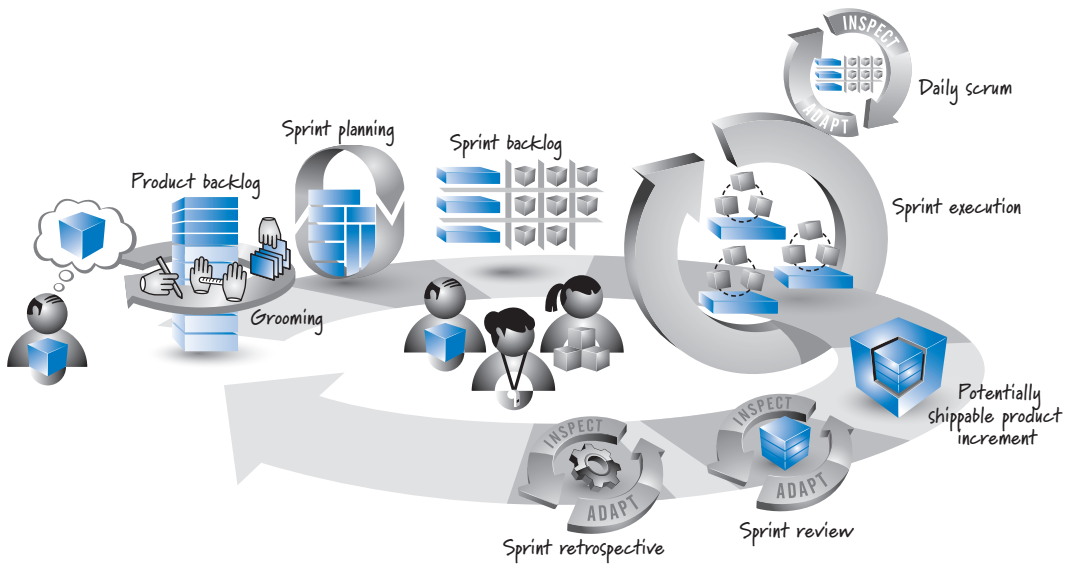 INSPECT
ADAPT
Daily scrum
Sprint planning
Sprint backlog
Product backlog
Sprint execution
Grooming
Potentially
shippable product
increment
INSPECT
ADAPT
Sprint review
INSPECT
ADAPT
Sprint retrospective